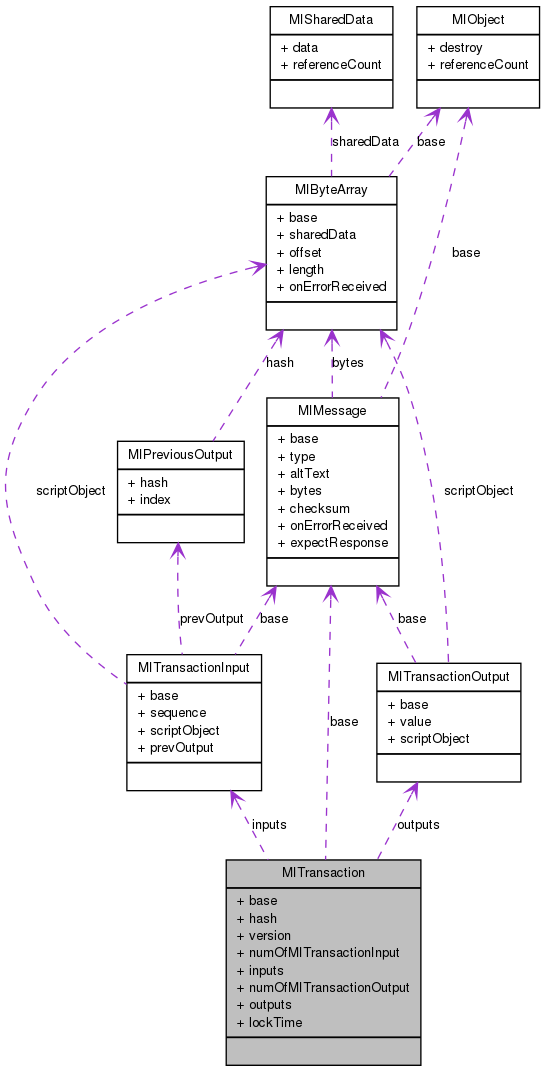 MISharedData
+ data
+ referenceCount
MIObject
+ destroy
+ referenceCount
sharedData
base
MIByteArray
+ base
+ sharedData
+ offset
+ length
+ onErrorReceived
base
hash
bytes
scriptObject
scriptObject
MIMessage
+ base
+ type
+ altText
+ bytes
+ checksum
+ onErrorReceived
+ expectResponse
MIPreviousOutput
+ hash
+ index
prevOutput
base
base
MITransactionInput
+ base
+ sequence
+ scriptObject
+ prevOutput
MITransactionOutput
+ base
+ value
+ scriptObject
base
inputs
outputs
MITransaction
+ base
+ hash
+ version
+ numOfMITransactionInput
+ inputs
+ numOfMITransactionOutput
+ outputs
+ lockTime